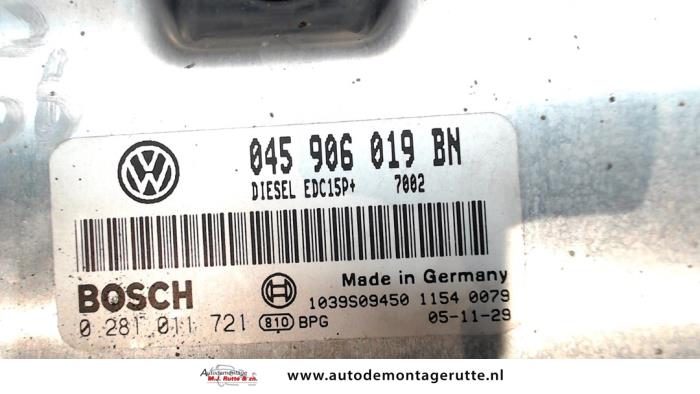 045 906 019 BN
DIESEL EDC15P+ 7002
Made in Germany
BOSCH
1039S09450 1154 0079
0 281 011 721 810 BPG 05-11-29
Autodemontage
M.J. Rutte & zn.
www.autodemontagerutte.nl